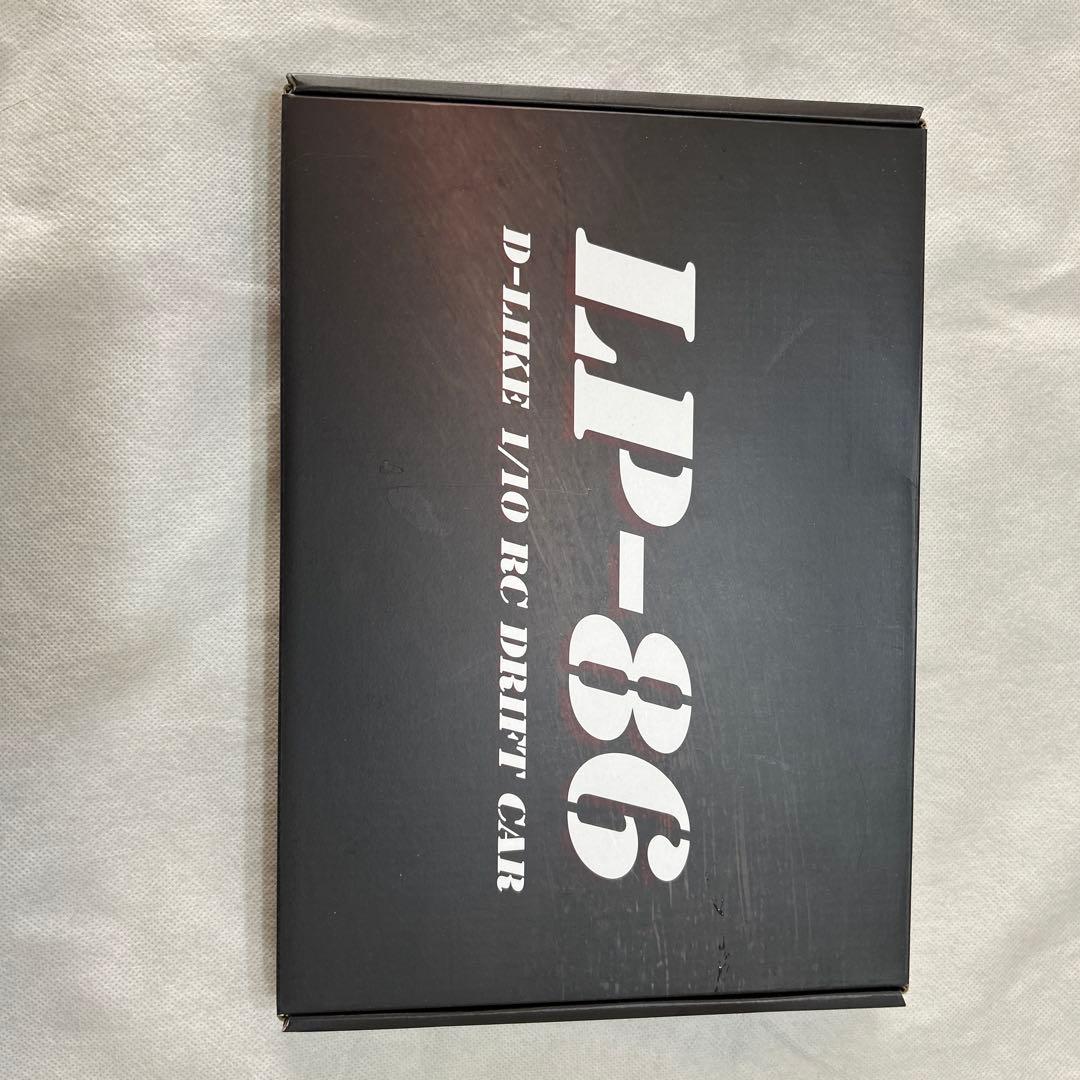 LP-86
D-LIKE 1/10 RC DRIFT CAR